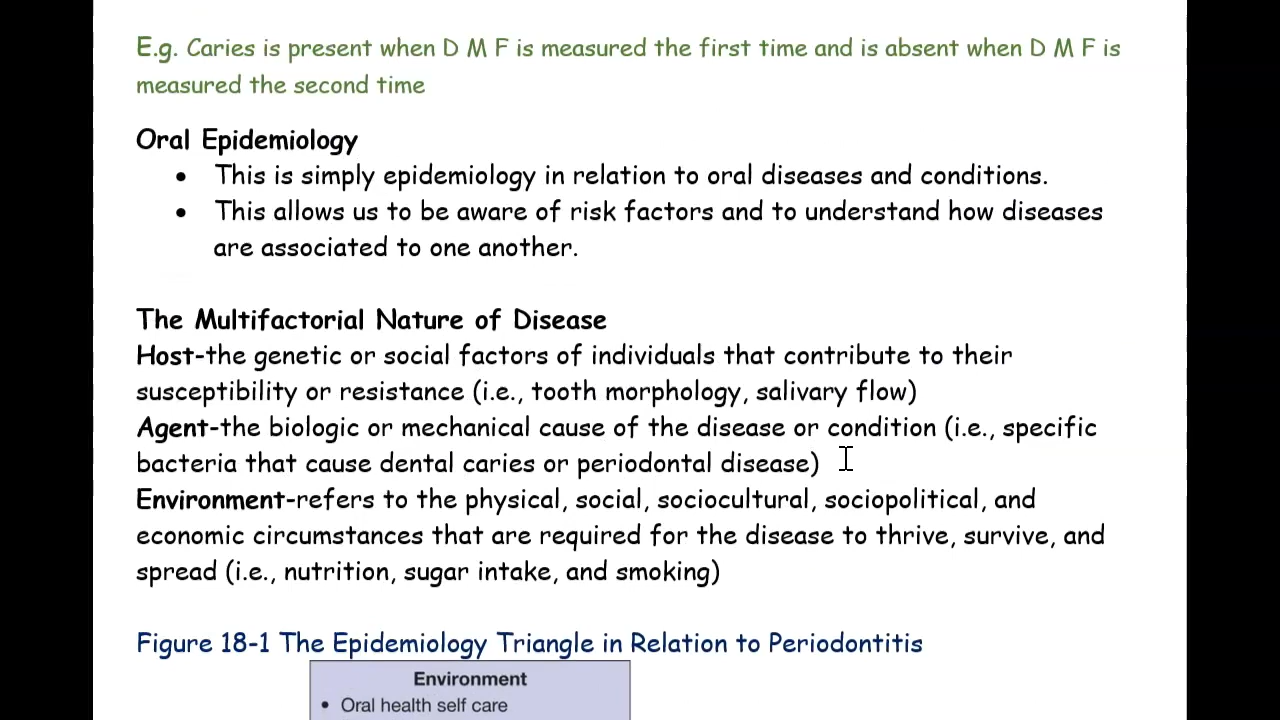 E.g. Caries is present when D M F is measured the first time and is absent when D M F is
measured the second time
Oral Epidemiology
• This is simply epidemiology in relation to oral diseases and conditions.
• This allows us to be aware of risk factors and to understand how diseases
are associated to one another.
The Multifactorial Nature of Disease
Host-the genetic or social factors of individuals that contribute to their
susceptibility or resistance (i.e., tooth morphology, salivary flow)
Agent-the biologic or mechanical cause of the disease or condition (i.e., specific
bacteria that cause dental caries or periodontal disease)
Environment-refers to the physical, social, sociocultural, sociopolitical, and
economic circumstances that are required for the disease to thrive, survive, and
spread (i.e., nutrition, sugar intake, and smoking)
Figure 18-1 The Epidemiology Triangle in Relation to Periodontitis
Environment
• Oral health self care